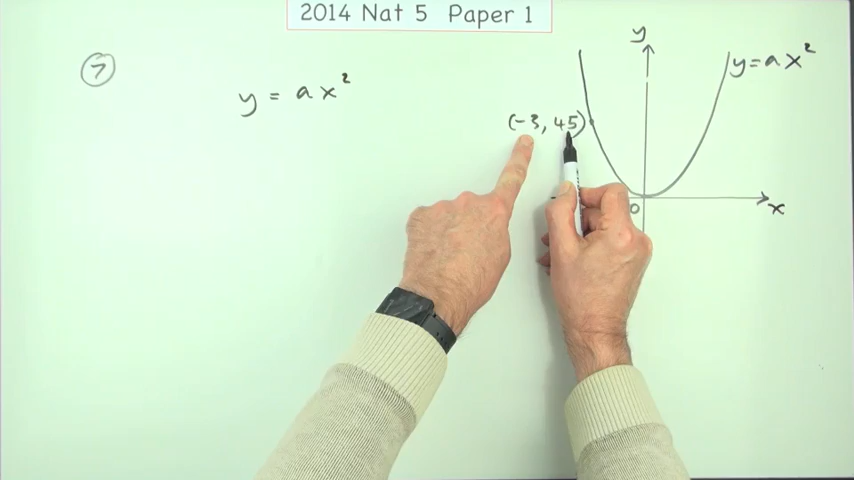 2014 Nat 5 Paper 1
7
y = ax²
y
y=ax²
(-3, 45)
0
x